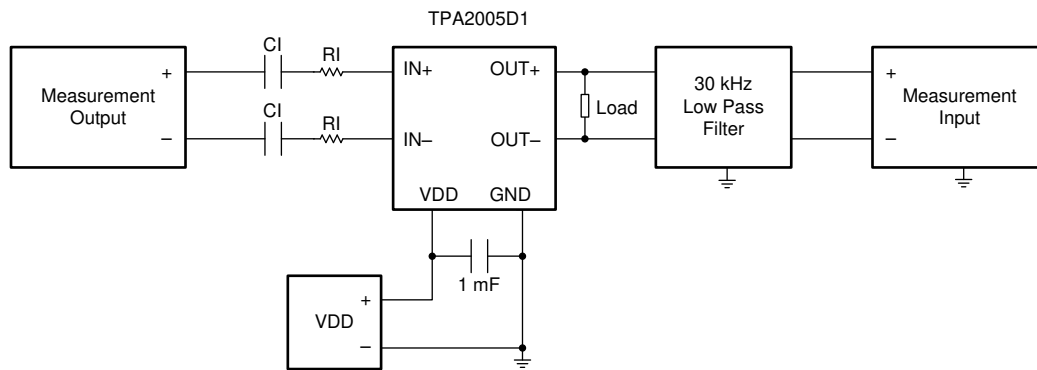 TPA2005D1
CI
RI
+
IN+
OUT+
+
Measurement
Output
Load
30 kHz
Low Pass
Filter
Measurement
Input
CI
RI
–
IN–
OUT–
–
VDD
GND
1 mF
+
VDD
–